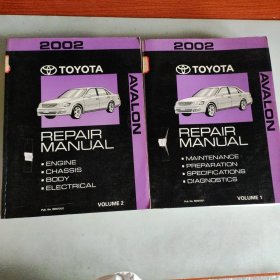 2002
TOYOTA
AVALON
REPAIR
MANUAL
• ENGINE
• CHASSIS
• BODY
• ELECTRICAL
VOLUME 2
2002
TOYOTA
AVALON
REPAIR
MANUAL
• MAINTENANCE
• PREPARATION
• SPECIFICATIONS
• DIAGNOSTICS
VOLUME 1